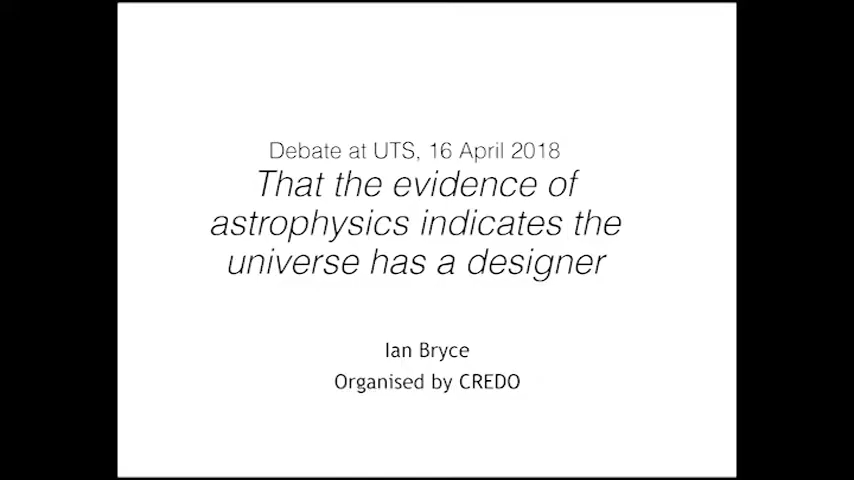 Debate at UTS, 16 April 2018
That the evidence of
astrophysics indicates the
universe has a designer
Ian Bryce
Organised by CREDO